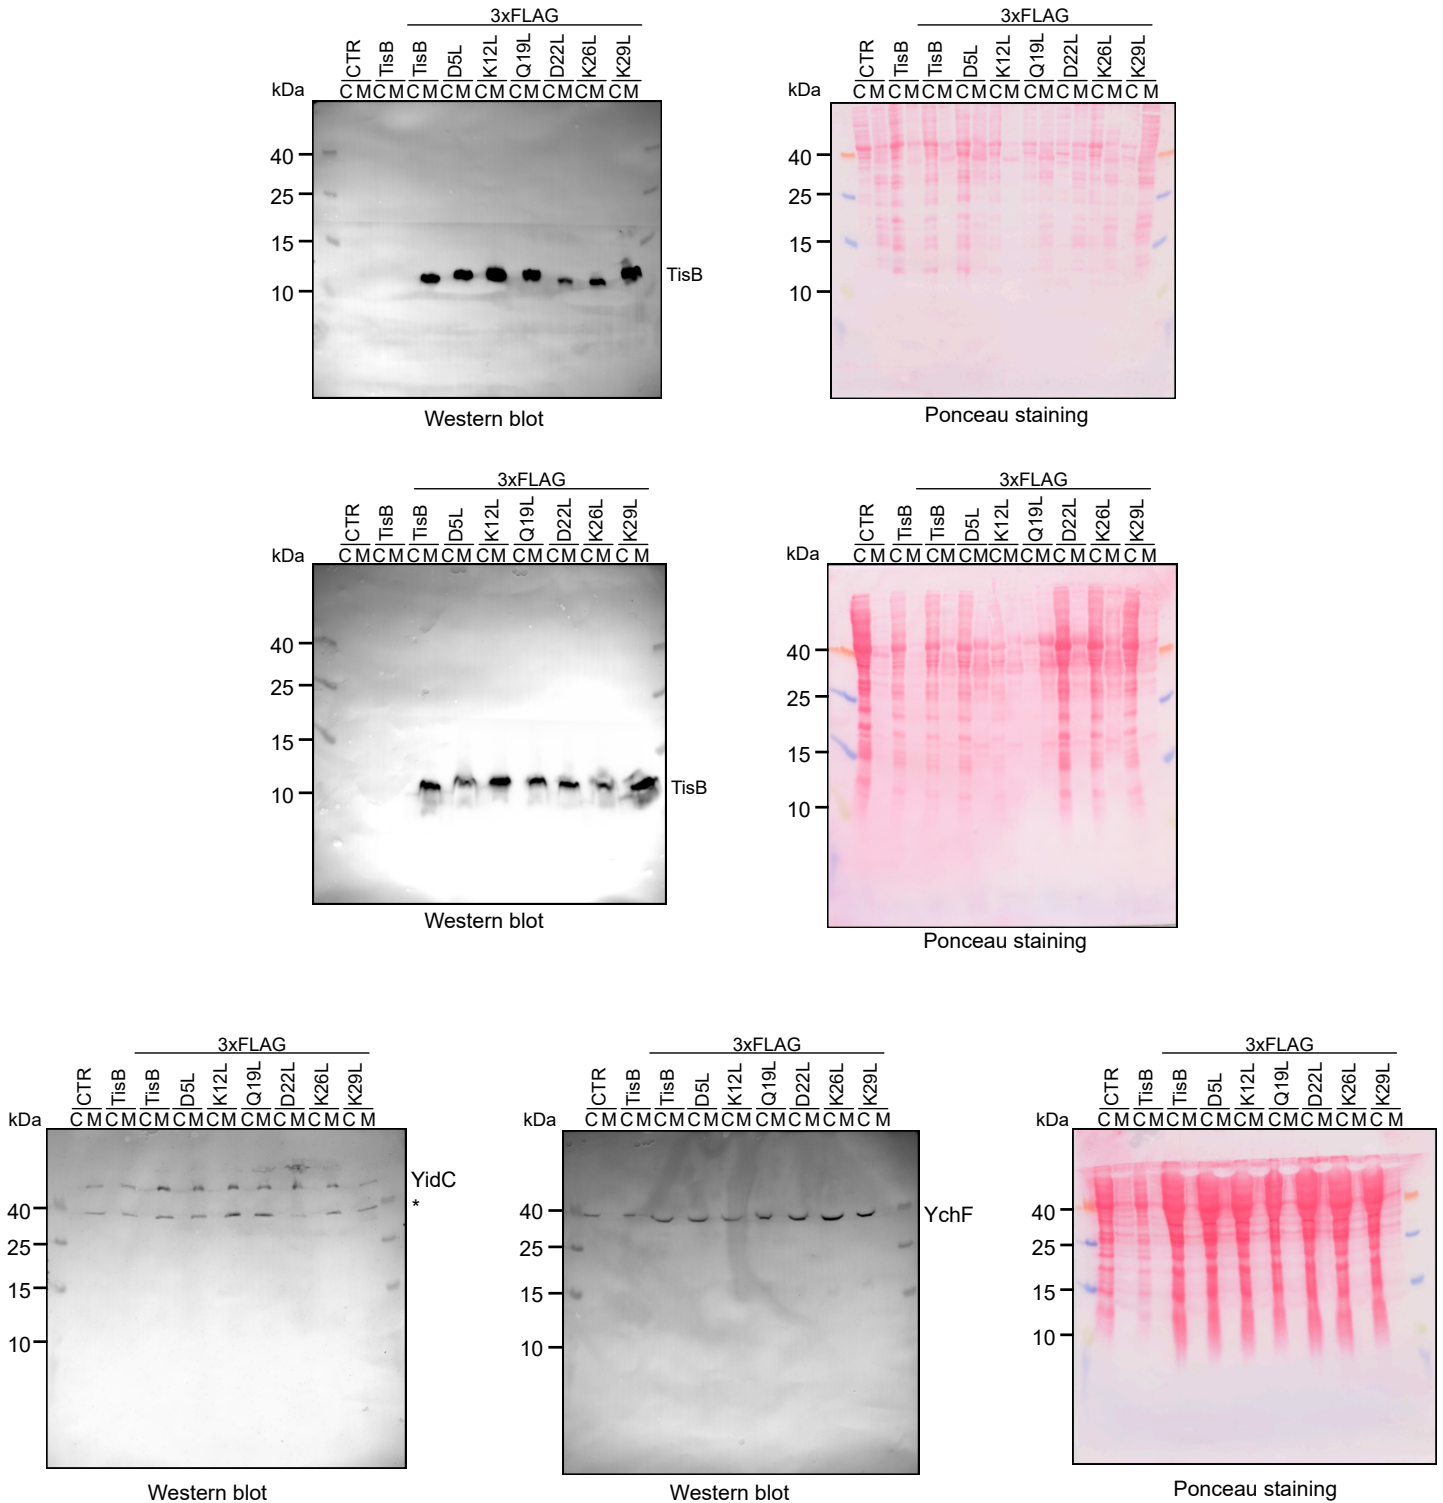 3xFLAG
CTR TisB TisB D5L K12L Q19L D22L K26L K29L
kDa C M C M C M C M C M C M C M C M C M
40
25
15
10
TisB
Western blot
3xFLAG
CTR TisB TisB D5L K12L Q19L D22L K26L K29L
kDa C M C M C M C M C M C M C M C M C M
40
25
15
10
Ponceau staining
3xFLAG
CTR TisB TisB D5L K12L Q19L D22L K26L K29L
kDa C M C M C M C M C M C M C M C M C M
40
25
15
10
TisB
Western blot
3xFLAG
CTR TisB TisB D5L K12L Q19L D22L K26L K29L
kDa C M C M C M C M C M C M C M C M C M
40
25
15
10
Ponceau staining
3xFLAG
CTR TisB TisB D5L K12L Q19L D22L K26L K29L
kDa C M C M C M C M C M C M C M C M C M
YidC
*
40
25
15
10
Western blot
3xFLAG
CTR TisB TisB D5L K12L Q19L D22L K26L K29L
kDa C M C M C M C M C M C M C M C M C M
40
25
15
10
YchF
Western blot
3xFLAG
CTR TisB TisB D5L K12L Q19L D22L K26L K29L
kDa C M C M C M C M C M C M C M C M C M
40
25
15
10
Ponceau staining